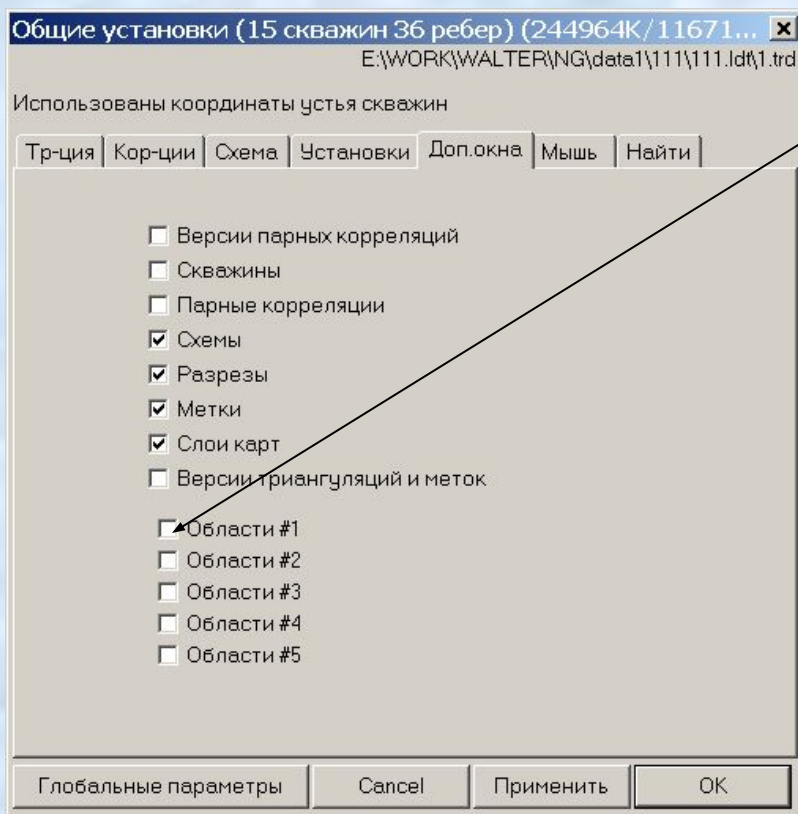 Общие установки (15 скважин 36 ребер) (244964К/11671...
E:\WORK\WALTER\NG\data1\111\111.ldt\1.trd
Использованы координаты устья скважин
Тр-ция Кор-ции Схема Установки Доп.окна Мышь Найти
Версии парных корреляций
Скважины
Парные корреляции
Схемы
Разрезы
Метки
Слои карт
Версии триангуляций и меток
Области #1
Области #2
Области #3
Области #4
Области #5
Глобальные параметры Cancel Применить OK